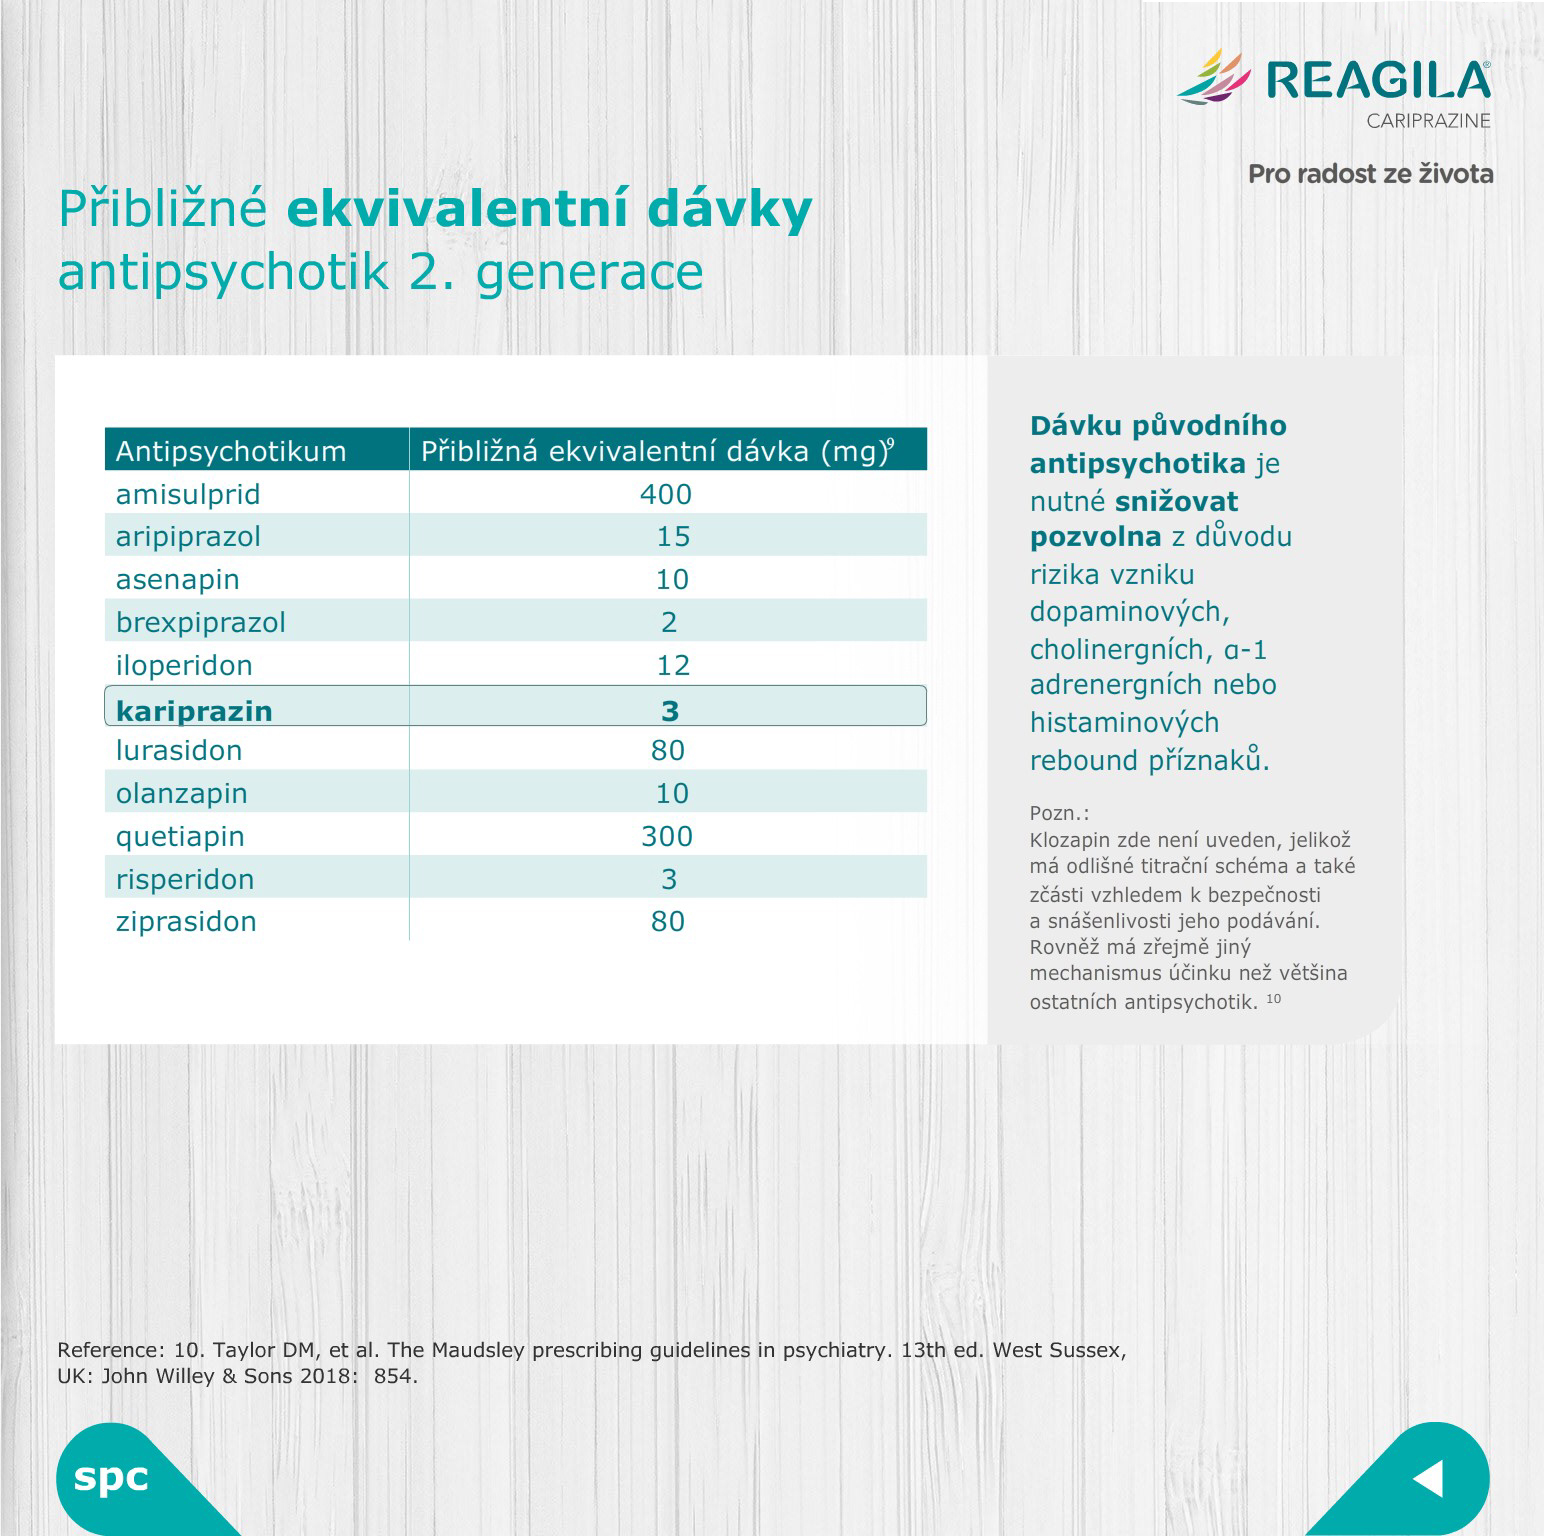 REAGILA®
CARIPRAZINE
Pro radost ze života
Přibližné ekvivalentní dávky
antipsychotik 2. generace
Antipsychotikum Přibližná ekvivalentní dávka (mg)⁹
amisulprid 400
aripiprazol 15
asenapin 10
brexpiprazol 2
iloperidon 12
kariprazin 3
lurasidon 80
olanzapin 10
quetiapin 300
risperidon 3
ziprasidon 80
Dávku původního
antipsychotika je
nutné snižovat
pozvolna z důvodu
rizika vzniku
dopaminových,
cholinergních, α-1
adrenergních nebo
histaminových
rebound příznaků.
Pozn.:
Klozapin zde není uveden, jelikož
má odlišné titrační schéma a také
zčásti vzhledem k bezpečnosti
a snášenlivosti jeho podávání.
Rovněž má zřejmě jiný
mechanismus účinku než většina
ostatních antipsychotik. ¹⁰
Reference: 10. Taylor DM, et al. The Maudsley prescribing guidelines in psychiatry. 13th ed. West Sussex,
UK: John Willey & Sons 2018: 854.
spc